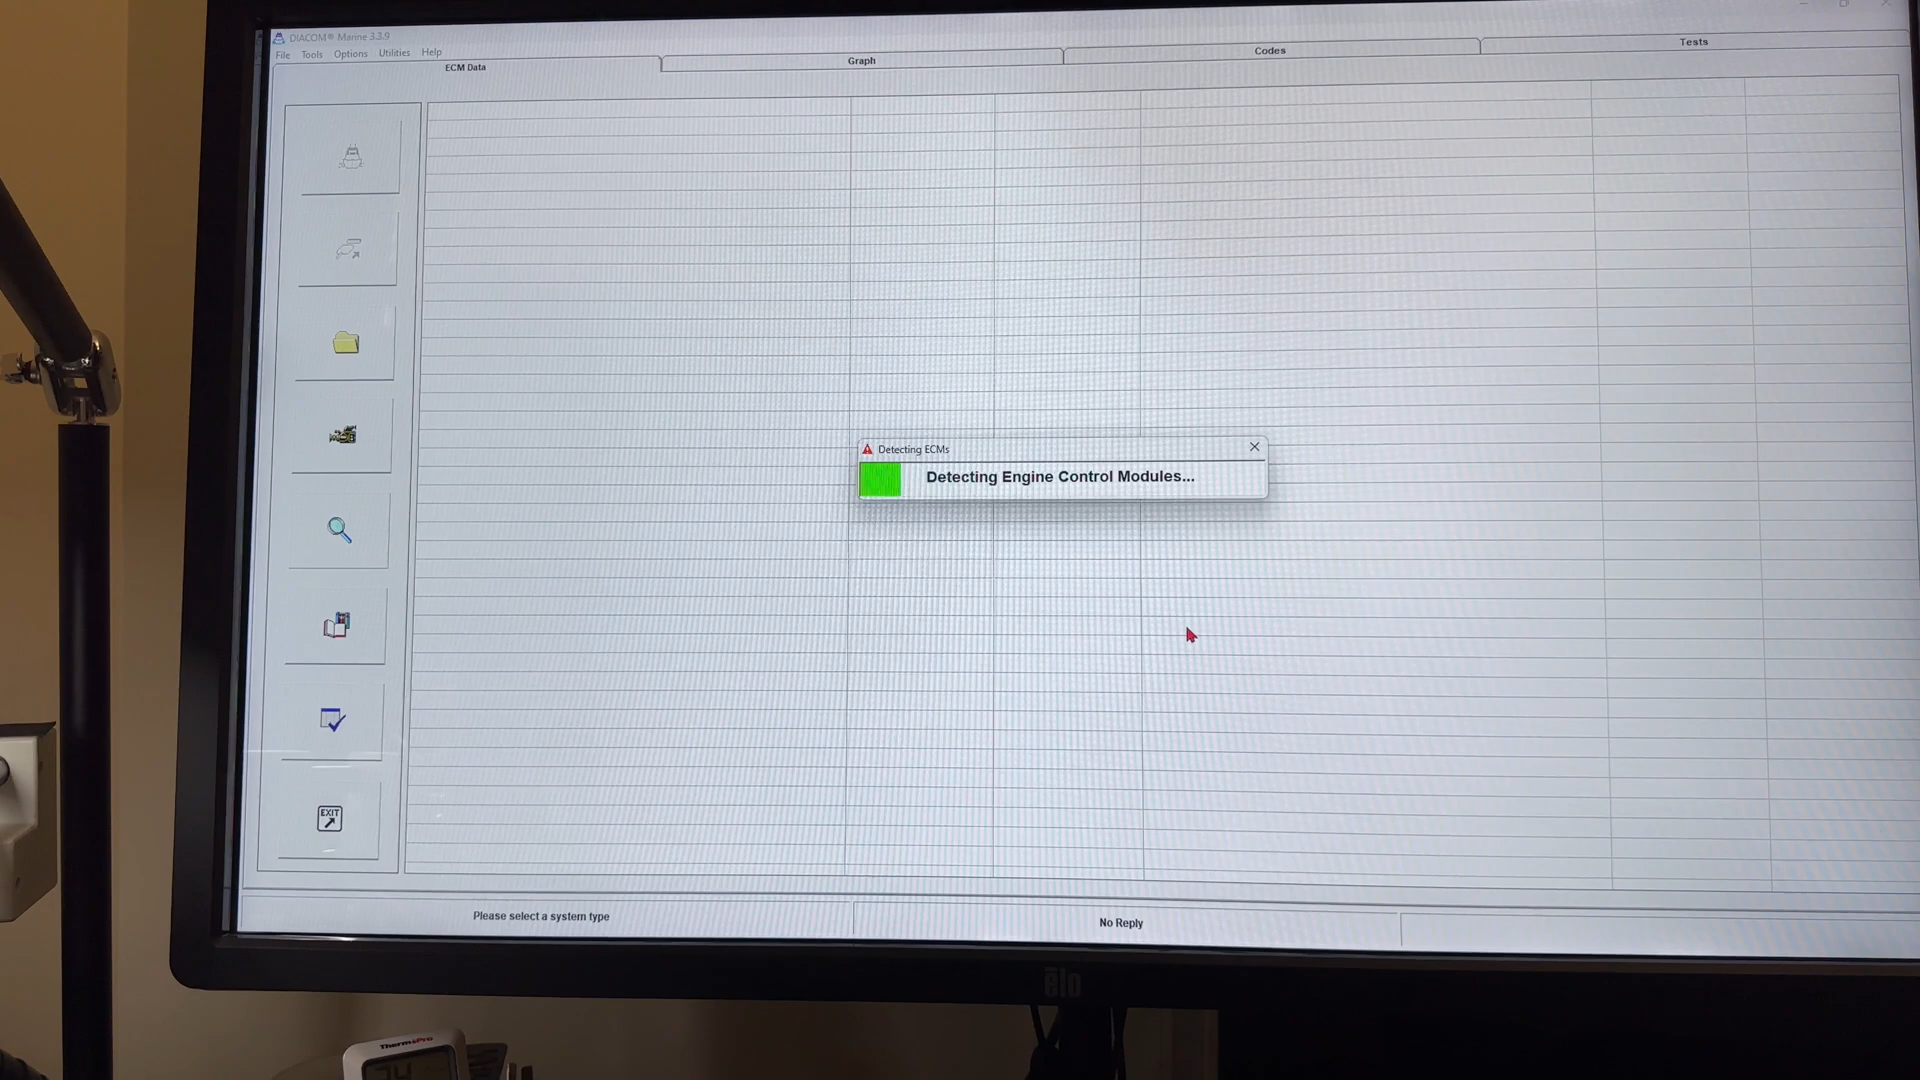 DIACOM® Marine 3.3.9
File Tools Options Utilities Help
ECM Data
Graph
Codes
Tests
Detecting ECMs
Detecting Engine Control Modules...
EXIT
Please select a system type
No Reply
elo
ThermoPro
74